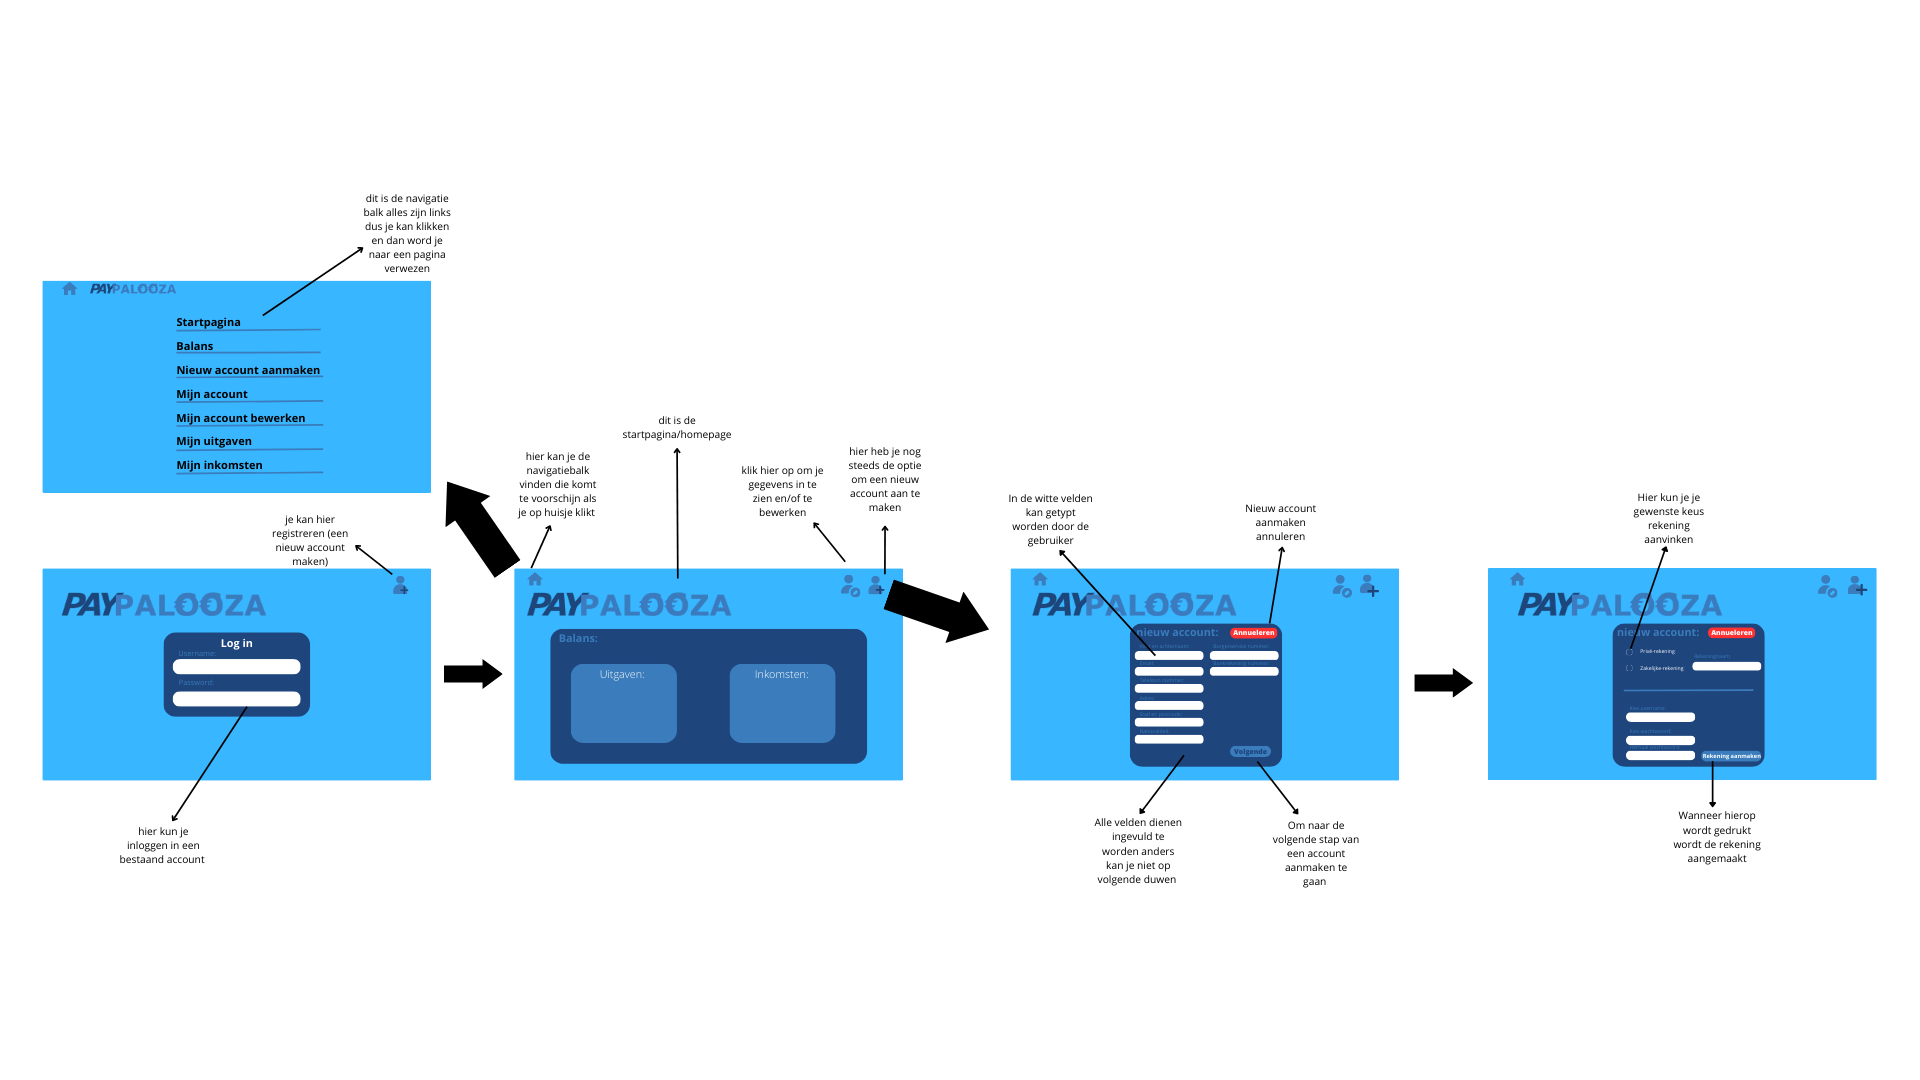 dit is de navigatie
balk alles zijn links
dus je kan klikken
en dan word je
naar een pagina
verwezen
PAYPALOOZA
Startpagina
Balans
Nieuw account aanmaken
Mijn account
Mijn account bewerken
Mijn uitgaven
Mijn inkomsten
je kan hier
registreren (een
nieuw account
maken)
PAYPALOOZA
Log in
Username:
Password:
hier kun je
inloggen in een
bestaand account
hier kan je de
navigatiebalk
vinden die komt
te voorschijn als
je op huisje klikt
dit is de
startpagina/homepage
klik hier op om je
gegevens in te
zien en/of te
bewerken
hier heb je nog
steeds de optie
om een nieuw
account aan te
maken
PAYPALOOZA
Balans:
Uitgaven:
Inkomsten:
In de witte velden
kan getypt
worden door de
gebruiker
Nieuw account
aanmaken
annuleren
PAYPALOOZA
nieuw account:
Annueleren
Volgende
Alle velden dienen
ingevuld te
worden anders
kan je niet op
volgende duwen
Om naar de
volgende stap van
een account
aanmaken te
gaan
Hier kun je je
gewenste keus
rekening
aanvinken
PAYPALOOZA
nieuw account:
Annueleren
Privé-rekening
Zakelijke-rekening
Rekening aanmaken
Wanneer hierop
wordt gedrukt
wordt de rekening
aangemaakt